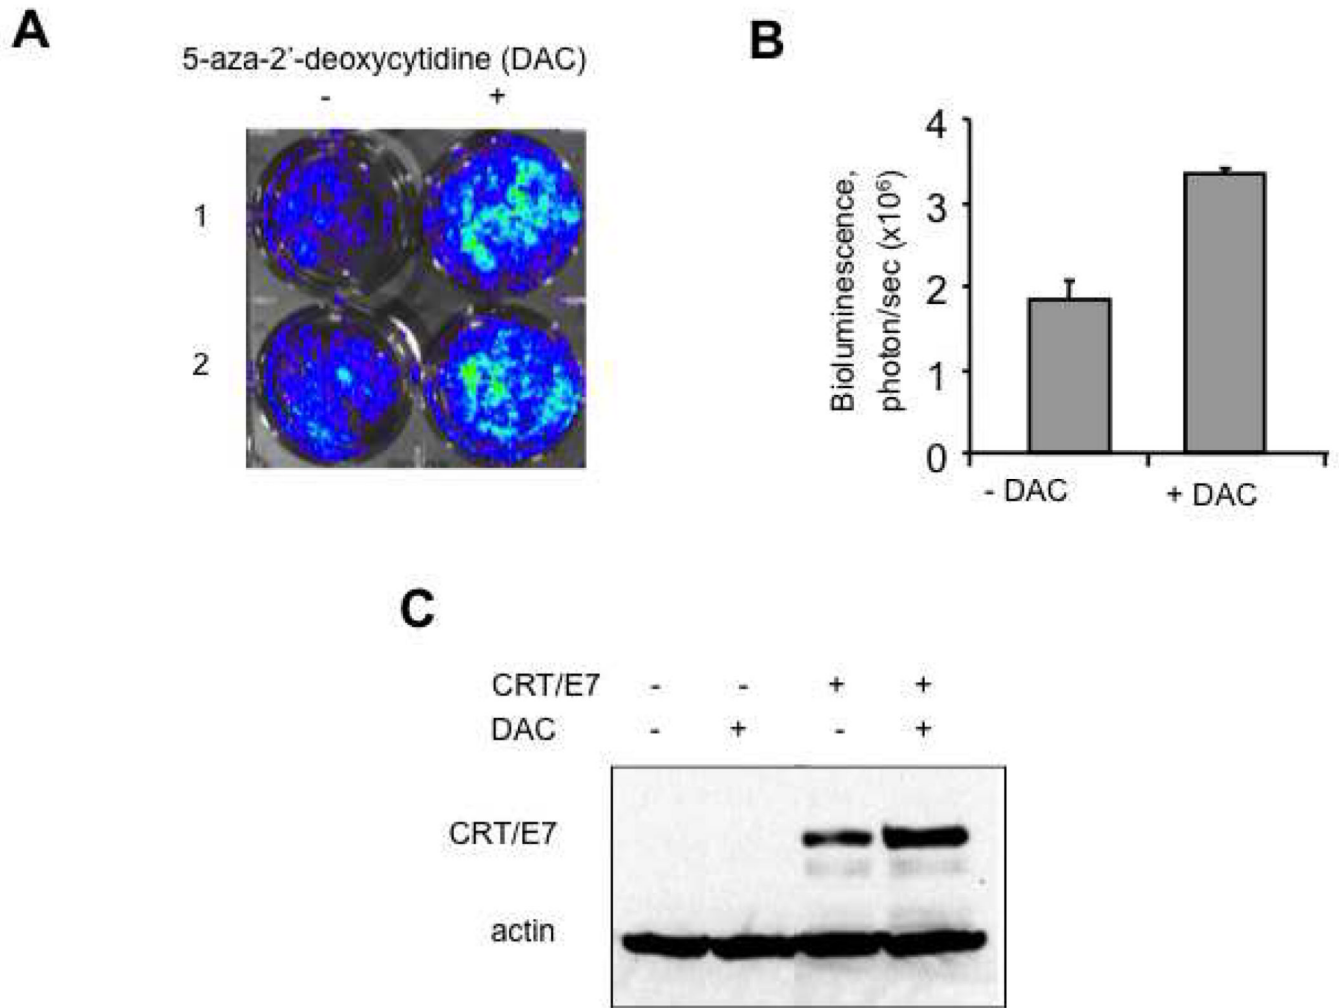 A
5-aza-2’-deoxycytidine (DAC)
- +
1
2
B
Bioluminescence,
photon/sec (x10⁶)
4
3
2
1
0
- DAC + DAC
C
CRT/E7 - - + +
DAC - + - +
CRT/E7
actin